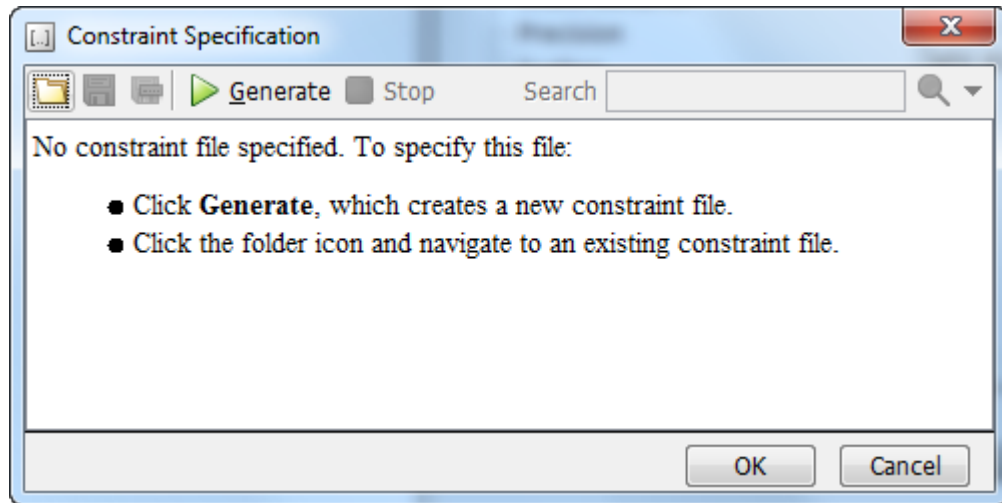 [..] Constraint Specification
Generate Stop Search
No constraint file specified. To specify this file:
● Click Generate, which creates a new constraint file.
● Click the folder icon and navigate to an existing constraint file.
OK Cancel